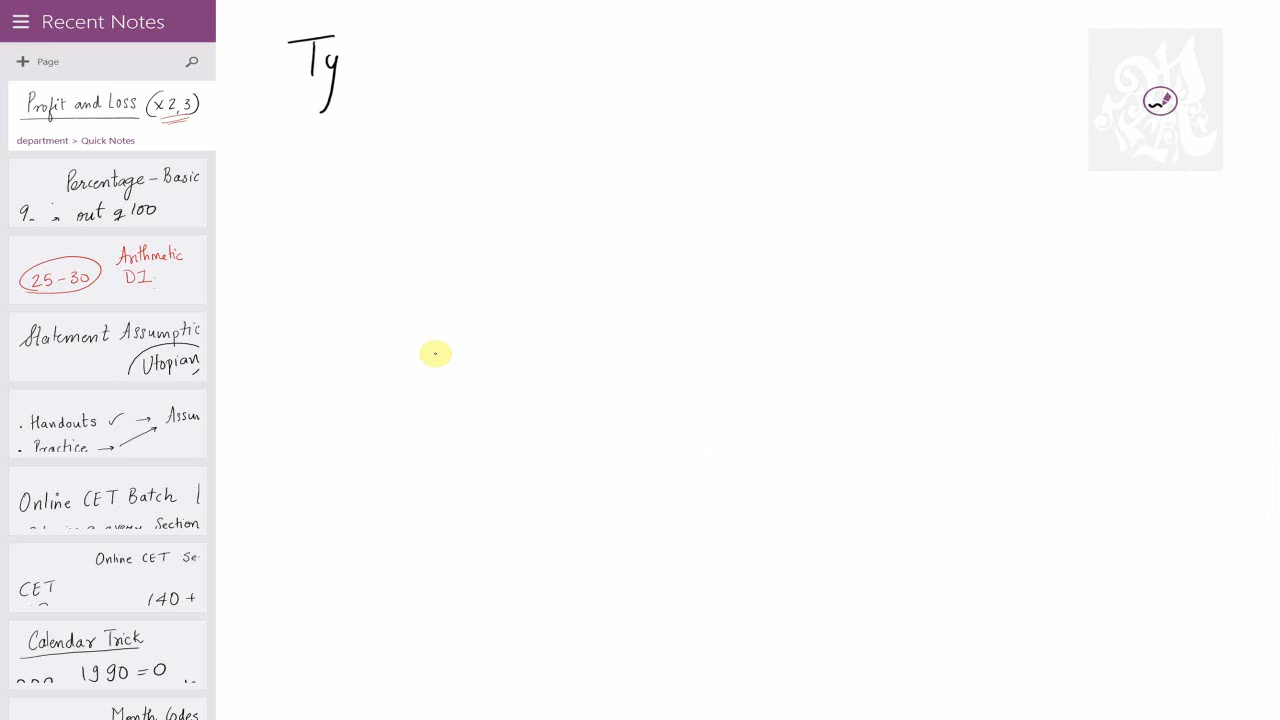 Recent Notes
Page
Profit and Loss (x 2,3)
department > Quick Notes
Percentage - Basic
out of 100
Arithmetic
25-30 DI
Statement Assumptic
Utopian
. Handouts ✓ → Assum
. Practice →
Online CET Batch
every Section
Online CET Se
CET
140 +
Calendar Trick
1990 = 0
Month Codes
Ty